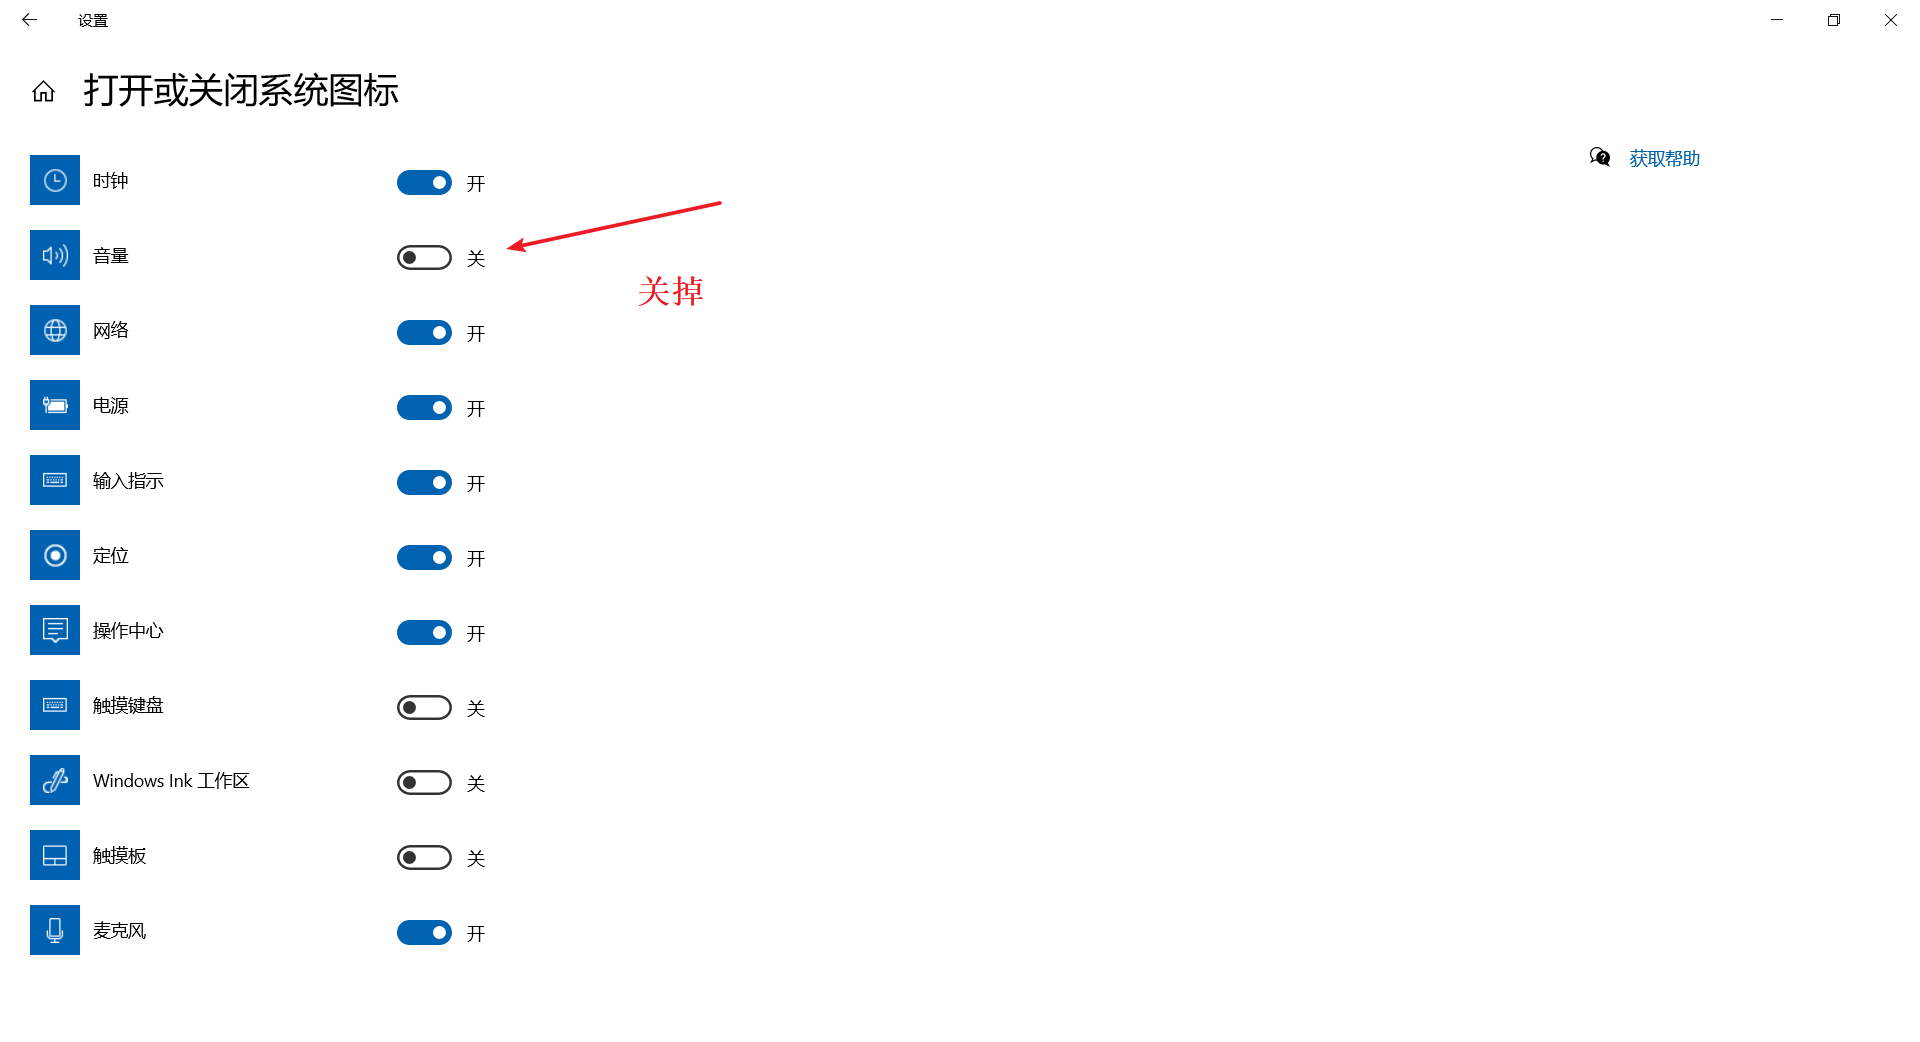 设置
打开或关闭系统图标
获取帮助
时钟 开
音量 关
关掉
网络 开
电源 开
输入指示 开
定位 开
操作中心 开
触摸键盘 关
Windows Ink 工作区 关
触摸板 关
麦克风 开